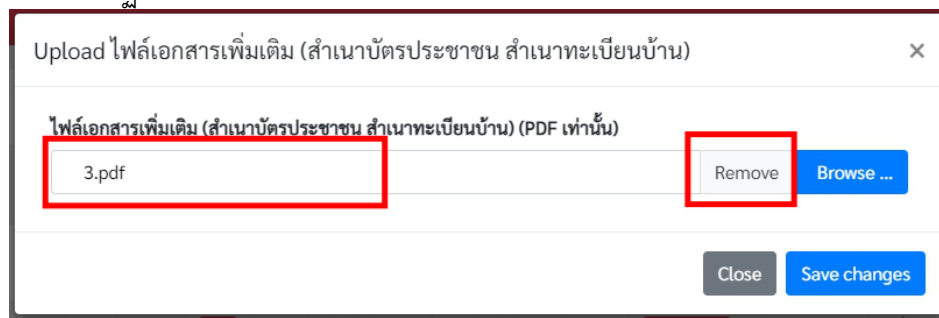 Upload ไฟล์เอกสารเพิ่มเติม (สำเนาบัตรประชาชน สำเนาทะเบียนบ้าน) ×
ไฟล์เอกสารเพิ่มเติม (สำเนาบัตรประชาชน สำเนาทะเบียนบ้าน) (PDF เท่านั้น)
3.pdf Remove Browse ...
Close Save changes